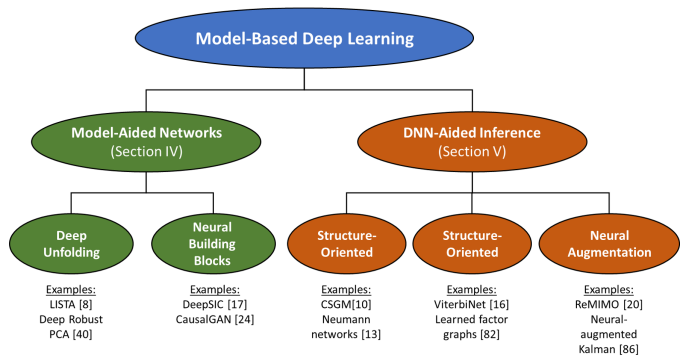 Model-Based Deep Learning
Model-Aided Networks
(Section IV)
DNN-Aided Inference
(Section V)
Deep
Unfolding
Neural
Building
Blocks
Structure-
Oriented
Structure-
Oriented
Neural
Augmentation
Examples:
LISTA [8]
Deep Robust
PCA [40]
Examples:
DeepSIC [17]
CausalGAN [24]
Examples:
CSGM[10]
Neumann
networks [13]
Examples:
ViterbiNet [16]
Learned factor
graphs [82]
Examples:
ReMIMO [20]
Neural-
augmented
Kalman [86]